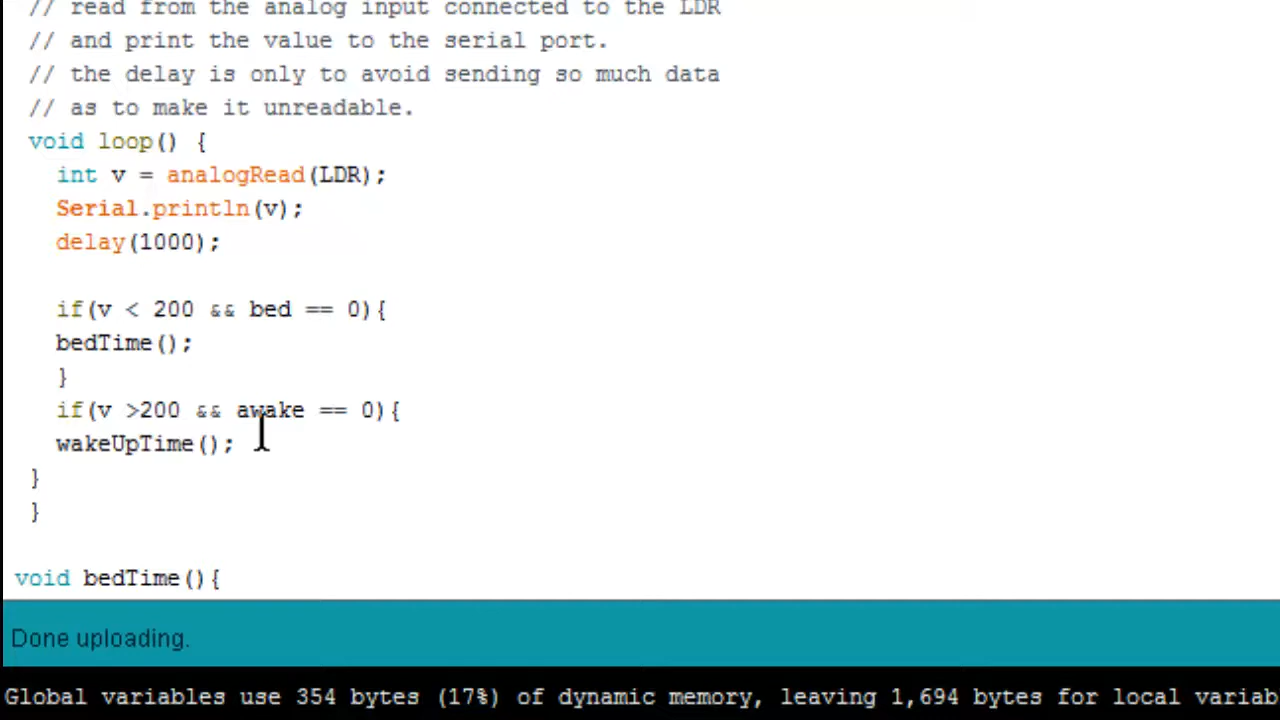 // read from the analog input connected to the LDR
// and print the value to the serial port.
// the delay is only to avoid sending so much data
// as to make it unreadable.
void loop() {
int v = analogRead(LDR);
Serial.println(v);
delay(1000);
if(v < 200 && bed == 0){
bedTime();
}
if(v >200 && awake == 0){
wakeUpTime();
}
}
void bedTime(){
Done uploading.
Global variables use 354 bytes (17%) of dynamic memory, leaving 1,694 bytes for local variab